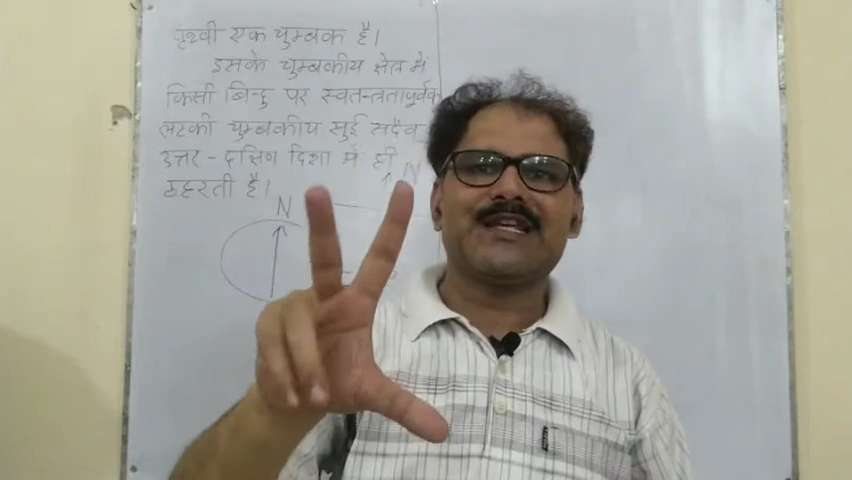 पृथ्वी एक चुम्बक है।
इसके चुम्बकीय क्षेत्र में
किसी बिन्दु पर स्वतन्त्रतापूर्वक
लटकी चुम्बकीय सुई सदैव
उत्तर - दक्षिण दिशा में ही
ठहरती है।
N
N